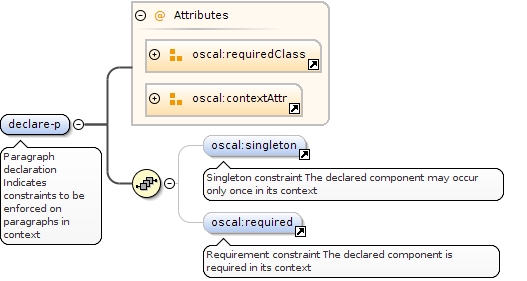 Attributes
oscal:requiredClass
oscal:contextAttr
declare-p
Paragraph
declaration
Indicates
constraints to be
enforced on
paragraphs in
context
oscal:singleton
Singleton constraint The declared component may occur
only once in its context
oscal:required
Requirement constraint The declared component is
required in its context